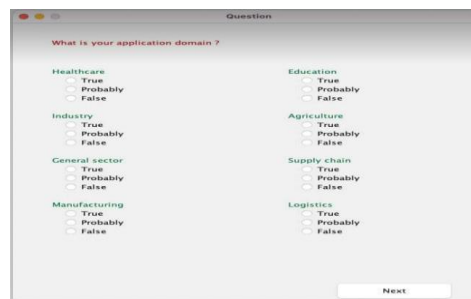 Question
What is your application domain ?
Healthcare
True
Probably
False
Industry
True
Probably
False
General sector
True
Probably
False
Manufacturing
True
Probably
False
Education
True
Probably
False
Agriculture
True
Probably
False
Supply chain
True
Probably
False
Logistics
True
Probably
False
Next